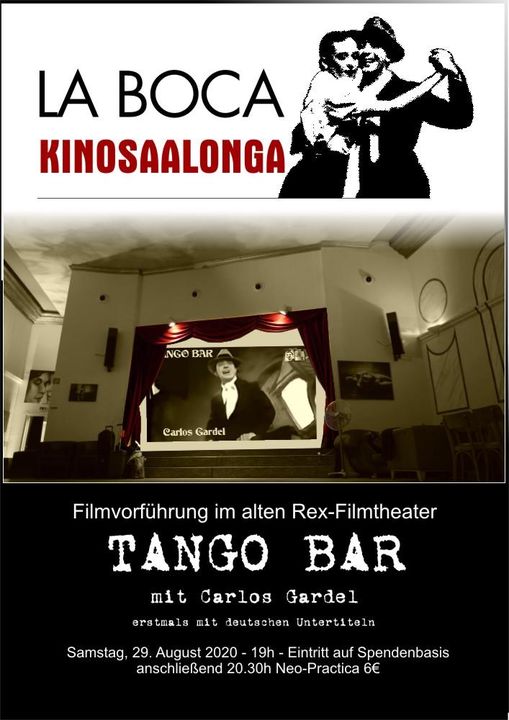 LA BOCA
KINOSAALONGA
NGO BAR
Carlos Gardel
Filmvorführung im alten Rex-Filmtheater
TANGO BAR
mit Carlos Gardel
erstmals mit deutschen Untertiteln
Samstag, 29. August 2020 - 19h - Eintritt auf Spendenbasis
anschließend 20.30h Neo-Practica 6€